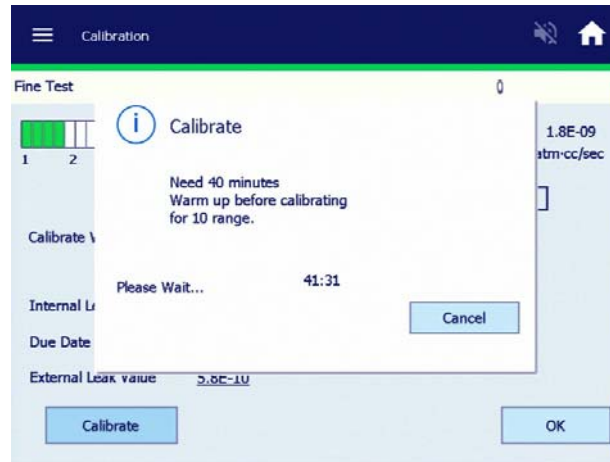 Calibration
Fine Test
0
Calibrate
1.8E-09
1 2
atm-cc/sec
Need 40 minutes
Warm up before calibrating
for 10 range.
Calibrate
Please Wait... 41:31
Internal
Cancel
Due Date
External Leak Value 5.8E-10
Calibrate
OK